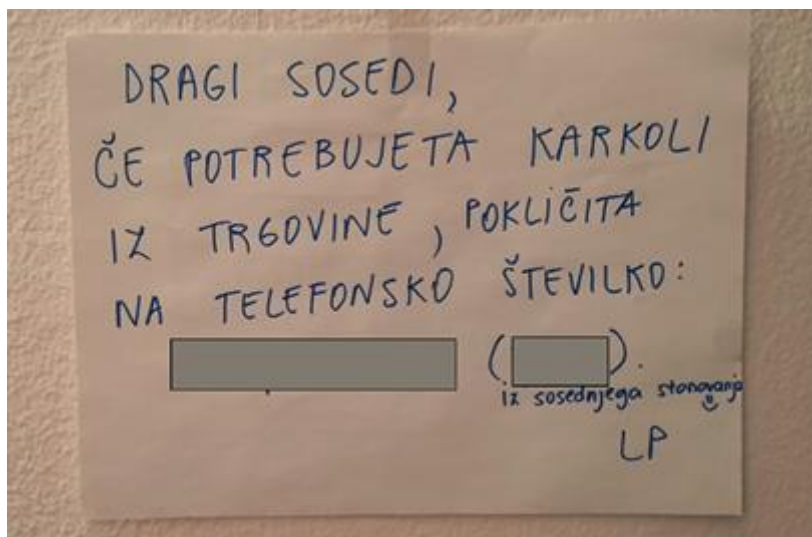 DRAGI SOSEDI,
ČE POTREBUJETA KARKOLI
IZ TRGOVINE, POKLIČITA
NA TELEFONSKO ŠTEVILKO:
( ).
iz sosednjega stanovanja
LP